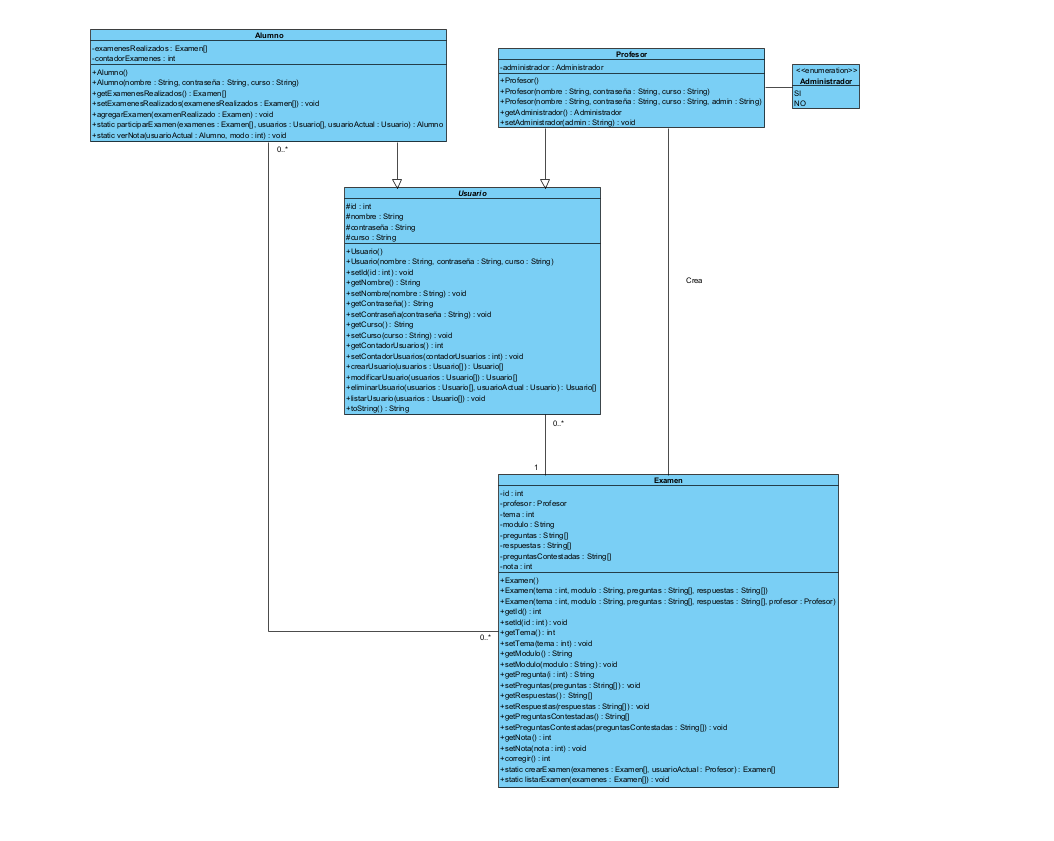 Alumno
-examenesRealizados : Examen[]
-contadorExamenes : int
+Alumno()
+Alumno(nombre : String, contraseña : String, curso : String)
+getExamenesRealizados() : Examen[]
+setExamenesRealizados(examenesRealizados : Examen[]) : void
+agregarExamen(examenRealizado : Examen) : void
+static participarExamen(examenes : Examen[], usuarios : Usuario[], usuarioActual : Usuario) : Alumno
+static verNota(usuarioActual : Alumno, modo : int) : void
0..*
Profesor
-administrador : Administrador
+Profesor()
+Profesor(nombre : String, contraseña : String, curso : String)
+Profesor(nombre : String, contraseña : String, curso : String, admin : String)
+getAdministrador() : Administrador
+setAdministrador(admin : String) : void
<<enumeration>>
Administrador
SI
NO
Usuario
#id : int
#nombre : String
#contraseña : String
#curso : String
+Usuario()
+Usuario(nombre : String, contraseña : String, curso : String)
+setId(id : int) : void
+getNombre() : String
+setNombre(nombre : String) : void
+getContraseña() : String
+setContraseña(contraseña : String) : void
+getCurso() : String
+setCurso(curso : String) : void
+getContadorUsuarios() : int
+setContadorUsuarios(contadorUsuarios : int) : void
+crearUsuario(usuarios : Usuario[]) : Usuario[]
+modificarUsuario(usuarios : Usuario[]) : Usuario[]
+eliminarUsuario(usuarios : Usuario[], usuarioActual : Usuario) : Usuario[]
+listarUsuario(usuarios : Usuario[]) : void
+toString() : String
Crea
0..*
1
Examen
-id : int
-profesor : Profesor
-tema : int
-modulo : String
-preguntas : String[]
-respuestas : String[]
-preguntasContestadas : String[]
-nota : int
+Examen()
+Examen(tema : int, modulo : String, preguntas : String[], respuestas : String[])
+Examen(tema : int, modulo : String, preguntas : String[], respuestas : String[], profesor : Profesor)
+getId() : int
+setId(id : int) : void
+getTema() : int
+setTema(tema : int) : void
+getModulo() : String
+setModulo(modulo : String) : void
+getPregunta(i : int) : String
+setPreguntas(preguntas : String[]) : void
+getRespuestas() : String[]
+setRespuestas(respuestas : String[]) : void
+getPreguntasContestadas() : String[]
+setPreguntasContestadas(preguntasContestadas : String[]) : void
+getNota() : int
+setNota(nota : int) : void
+corregir() : int
+static crearExamen(examenes : Examen[], usuarioActual : Profesor) : Examen[]
+static listarExamen(examenes : Examen[]) : void
0..*